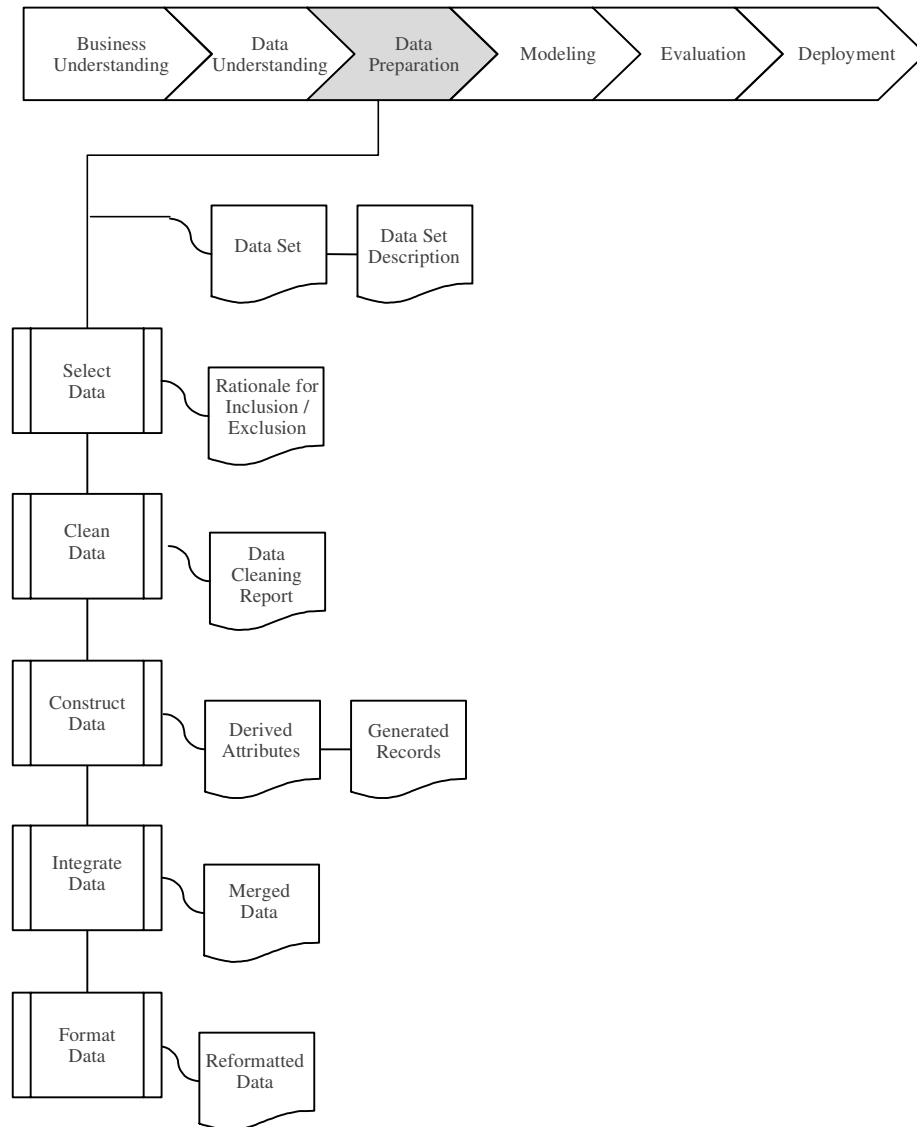 Business
Understanding
Data
Understanding
Data
Preparation
Modeling
Evaluation
Deployment
Data Set
Data Set
Description
Select
Data
Rationale for
Inclusion /
Exclusion
Clean
Data
Data
Cleaning
Report
Construct
Data
Derived
Attributes
Generated
Records
Integrate
Data
Merged
Data
Format
Data
Reformatted
Data